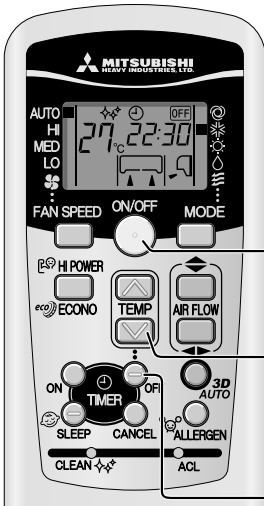 MITSUBISHI
HEAVY INDUSTRIES, LTD.
AUTO
HI
MED
LO
OFF
27°C 22:30
FAN SPEED
ON/OFF
MODE
HI POWER
eco ECONO
TEMP
AIR FLOW
ON
TIMER
OFF
3D
AUTO
SLEEP
CANCEL
ALLERGEN
CLEAN
ACL